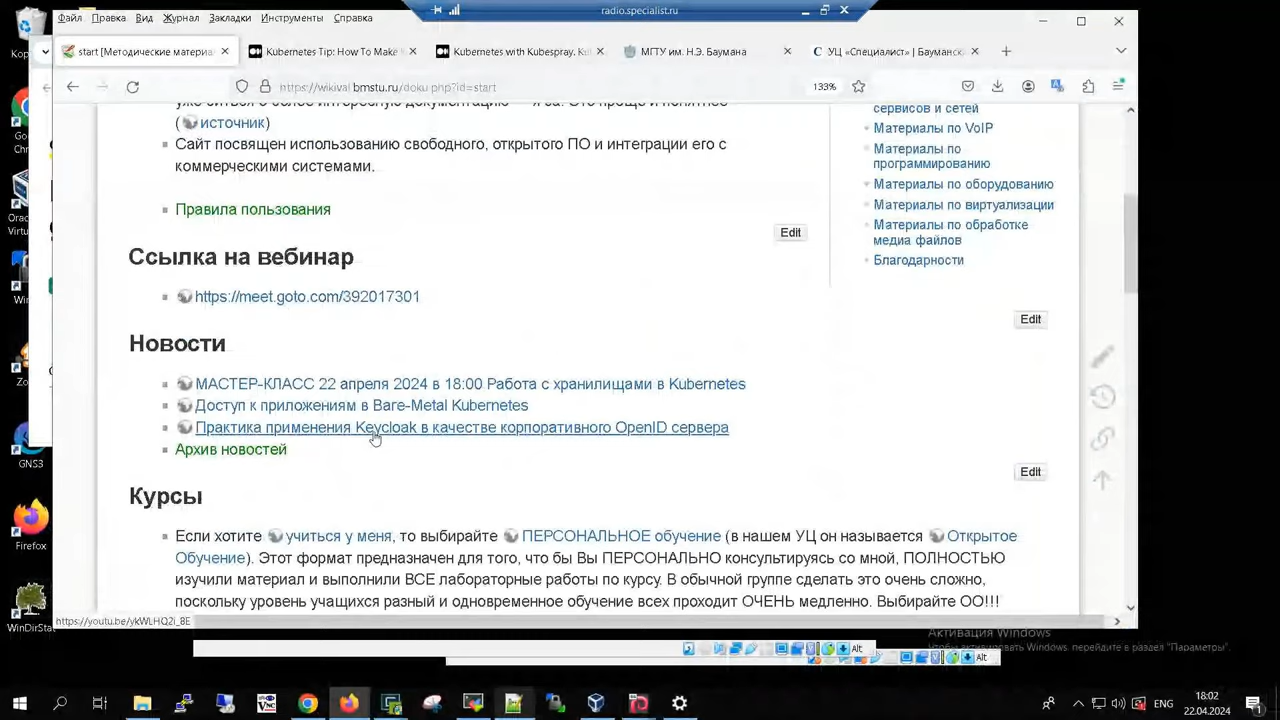 radio.specialist.ru
Файл Правка Вид Журнал Закладки Инструменты Справка
start [Методические материа
Kubernetes Tip: How To Make
Kubernetes with Kubespray. Ku
МГТУ им. Н.Э. Баумана
УЦ «Специалист» | Бауманск
https://wikival.bmstu.ru/doku.php?id=start
133%
(источник)
Сайт посвящен использованию свободного, открытого ПО и интеграции его с
коммерческими системами.
Правила пользования
Edit
Ссылка на вебинар
https://meet.goto.com/392017301
Edit
Новости
МАСТЕР-КЛАСС 22 апреля 2024 в 18:00 Работа с хранилищами в Kubernetes
Доступ к приложениям в Bare-Metal Kubernetes
Практика применения Keycloak в качестве корпоративного OpenID сервера
Архив новостей
Edit
Курсы
Если хотите учиться у меня, то выбирайте ПЕРСОНАЛЬНОЕ обучение (в нашем УЦ он называется Открытое
Обучение). Этот формат предназначен для того, что бы Вы ПЕРСОНАЛЬНО консультируясь со мной, ПОЛНОСТЬЮ
изучили материал и выполнили ВСЕ лабораторные работы по курсу. В обычной группе сделать это очень сложно,
поскольку уровень учащихся разный и одновременное обучение всех проходит ОЧЕНЬ медленно. Выбирайте ОО!!!
сервисов и сетей
Материалы по VoIP
Материалы по
программированию
Материалы по оборудованию
Материалы по виртуализации
Материалы по обработке
медиа файлов
Благодарности
https://youtu.be/ykWLHQ2i_8E
Активация Windows
Чтобы активировать Windows, перейдите в раздел "Параметры".
Alt
Alt
GNS3
Firefox
WinDirStat
ENG
18:02
22.04.2024